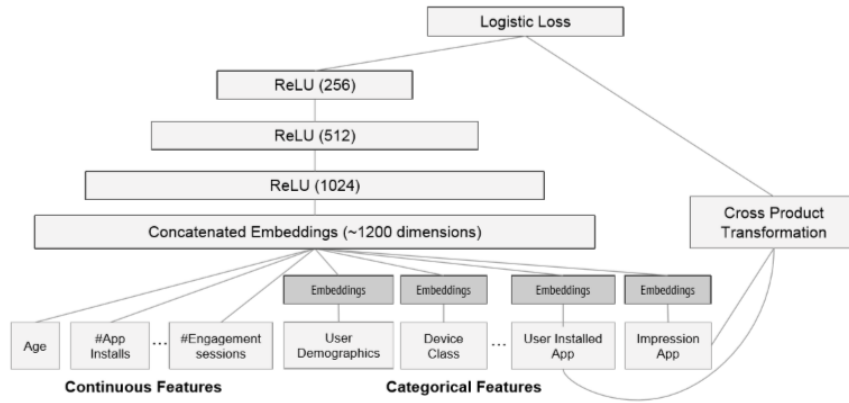 Logistic Loss
ReLU (256)
ReLU (512)
ReLU (1024)
Concatenated Embeddings (~1200 dimensions)
Cross Product
Transformation
Embeddings
Embeddings
Embeddings
Embeddings
Age
#App
Installs
...
#Engagement
sessions
User
Demographics
Device
Class
...
User Installed
App
Impression
App
Continuous Features
Categorical Features